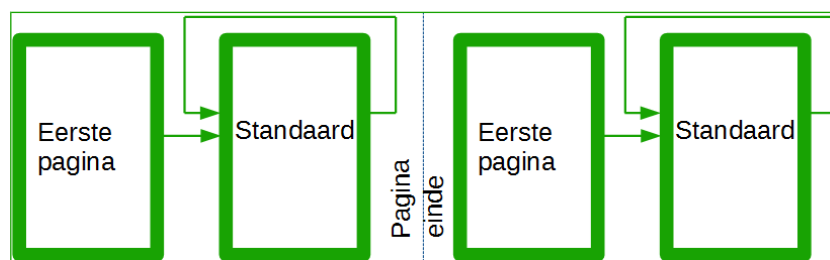 Eerste
pagina
Standaard
Pagina
einde
Eerste
pagina
Standaard